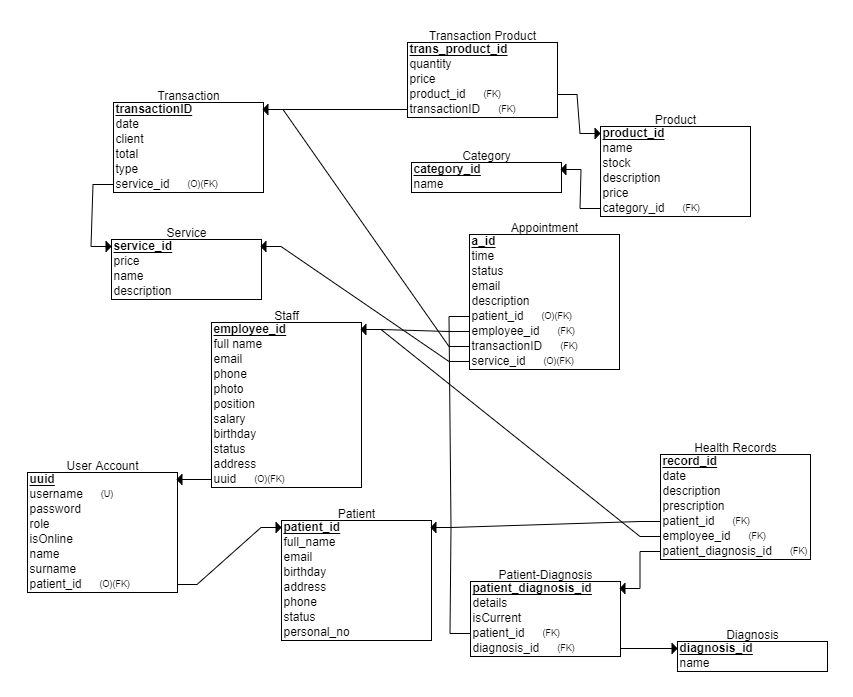 Transaction Product
trans_product_id
quantity
price
product_id (FK)
transactionID (FK)
Transaction
transactionID
date
client
total
type
service_id (O)(FK)
Product
product_id
name
stock
description
price
category_id (FK)
Category
category_id
name
Service
service_id
price
name
description
Appointment
a_id
time
status
email
description
patient_id (O)(FK)
employee_id (FK)
transactionID (FK)
service_id (O)(FK)
Staff
employee_id
full name
email
phone
photo
position
salary
birthday
status
address
uuid (O)(FK)
User Account
uuid
username (U)
password
role
isOnline
name
surname
patient_id (O)(FK)
Patient
patient_id
full_name
email
birthday
address
phone
status
personal_no
Health Records
record_id
date
description
prescription
patient_id (FK)
employee_id (FK)
patient_diagnosis_id (FK)
Patient-Diagnosis
patient_diagnosis_id
details
isCurrent
patient_id (FK)
diagnosis_id (FK)
Diagnosis
diagnosis_id
name